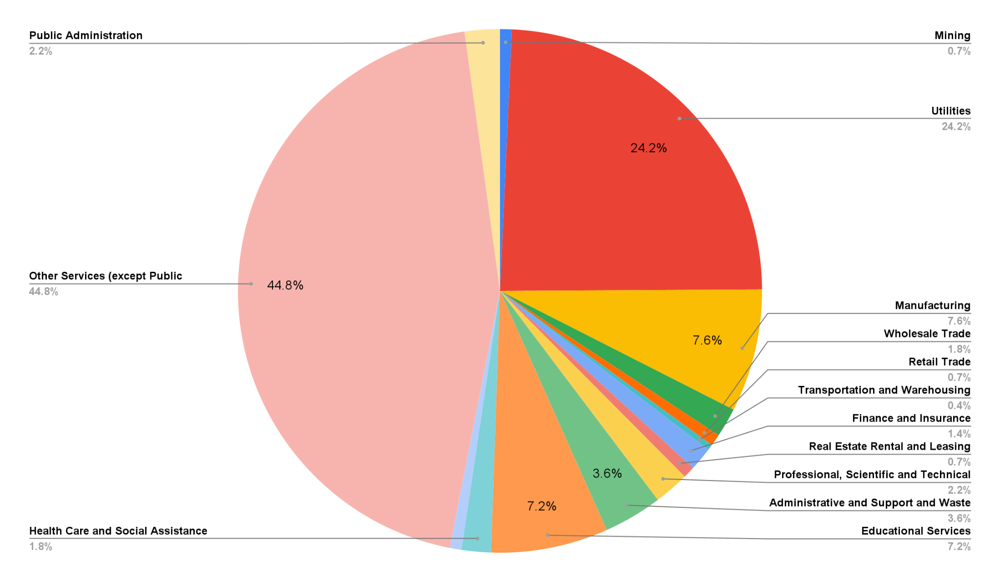 Public Administration
2.2%
Mining
0.7%
Utilities
24.2%
24.2%
Other Services (except Public
44.8%
44.8%
Manufacturing
7.6%
7.6%
Wholesale Trade
1.8%
Retail Trade
0.7%
Transportation and Warehousing
0.4%
Finance and Insurance
1.4%
Real Estate Rental and Leasing
0.7%
Professional, Scientific and Technical
2.2%
Administrative and Support and Waste
3.6%
3.6%
Educational Services
7.2%
7.2%
Health Care and Social Assistance
1.8%